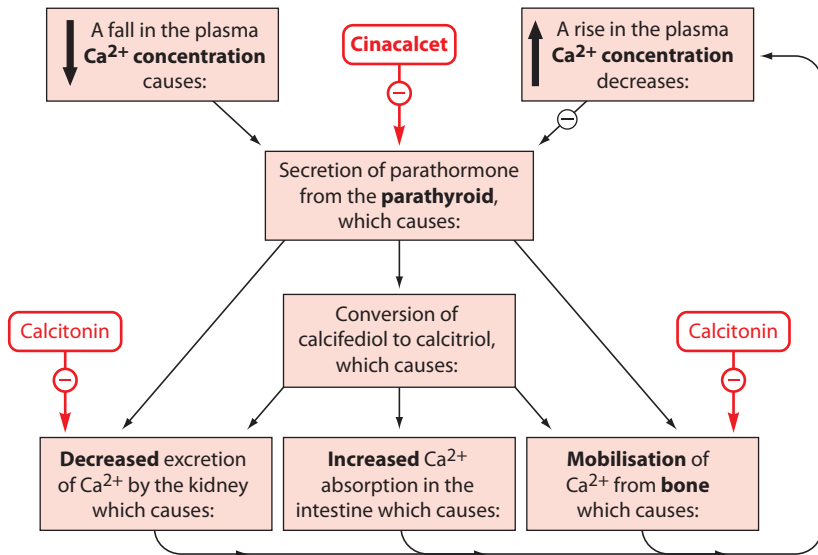 A fall in the plasma
Ca2+ concentration
causes:
Cinacalcet
A rise in the plasma
Ca2+ concentration
decreases:
Secretion of parathormone
from the parathyroid,
which causes:
Conversion of
calcifediol to calcitriol,
which causes:
Calcitonin
Calcitonin
Decreased excretion
of Ca2+ by the kidney
which causes:
Increased Ca2+
absorption in the
intestine which causes:
Mobilisation of
Ca2+ from bone
which causes: